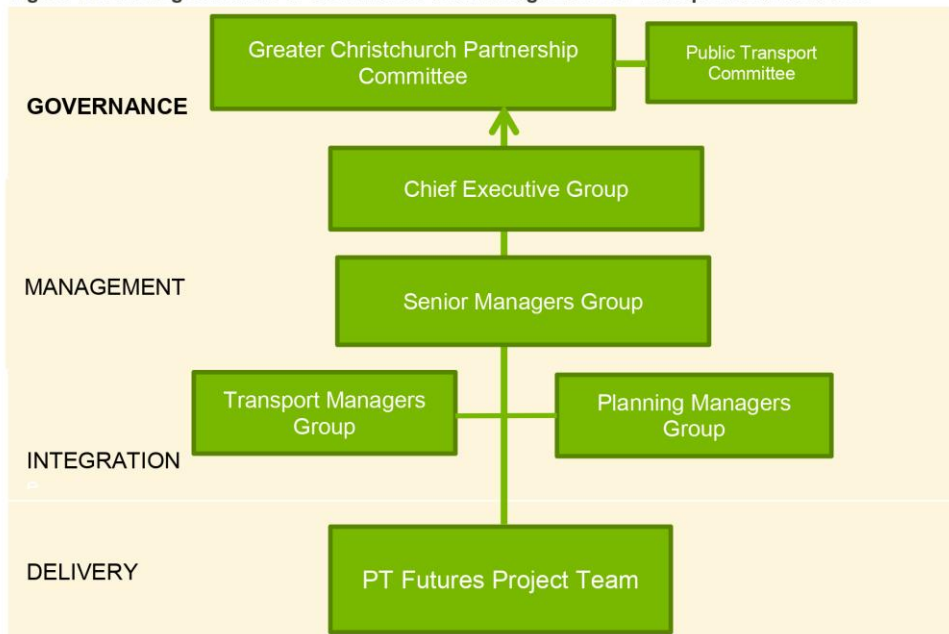 Greater Christchurch Partnership
Committee
Public Transport
Committee
GOVERNANCE
Chief Executive Group
MANAGEMENT
Senior Managers Group
Transport Managers
Group
Planning Managers
Group
INTEGRATION
DELIVERY
PT Futures Project Team